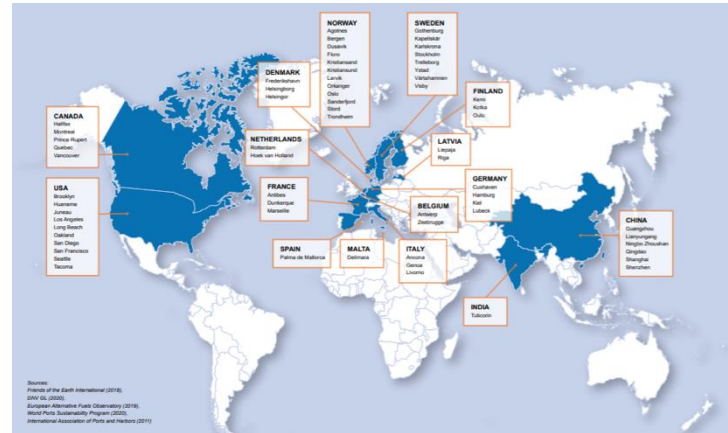 NORWAY
Agotnes
Bergen
Dusavik
Floro
Kristiansand
Kristiansund
Larvik
Orkanger
Oslo
Sanderfjord
Stord
Trondheim
SWEDEN
Gothenburg
Kapellskär
Karlskrona
Stockholm
Trelleborg
Ystad
Värtahamnen
Visby
DENMARK
Frederikshavn
Helsingborg
Helsingor
FINLAND
Kemi
Kotka
Oulu
CANADA
Halifax
Montreal
Prince Rupert
Quebec
Vancouver
NETHERLANDS
Rotterdam
Hoek van Holland
LATVIA
Liepaja
Riga
USA
Brooklyn
Hueneme
Juneau
Los Angeles
Long Beach
Oakland
San Diego
San Francisco
Seattle
Tacoma
FRANCE
Antibes
Dunkerque
Marseille
GERMANY
Cuxhaven
Hamburg
Kiel
Lubeck
BELGIUM
Antwerp
Zeebrugge
CHINA
Guangzhou
Lianyungang
Ningbo Zhoushan
Qingdao
Shanghai
Shenzhen
SPAIN
Palma de Mallorca
MALTA
Delimara
ITALY
Ancona
Genua
Livorno
INDIA
Tuticorin
Sources:
Friends of the Earth International (2019),
DNV GL (2020),
European Alternative Fuels Observatory (2019),
World Ports Sustainability Program (2020),
International Association of Ports and Harbors (2011)